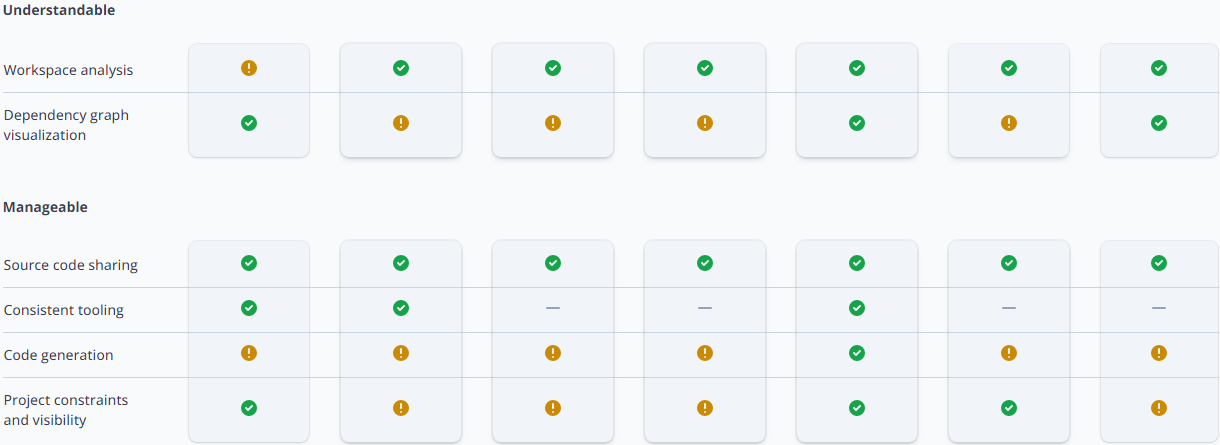 Understandable
Workspace analysis
Dependency graph
visualization
Manageable
Source code sharing
Consistent tooling
Code generation
Project constraints
and visibility